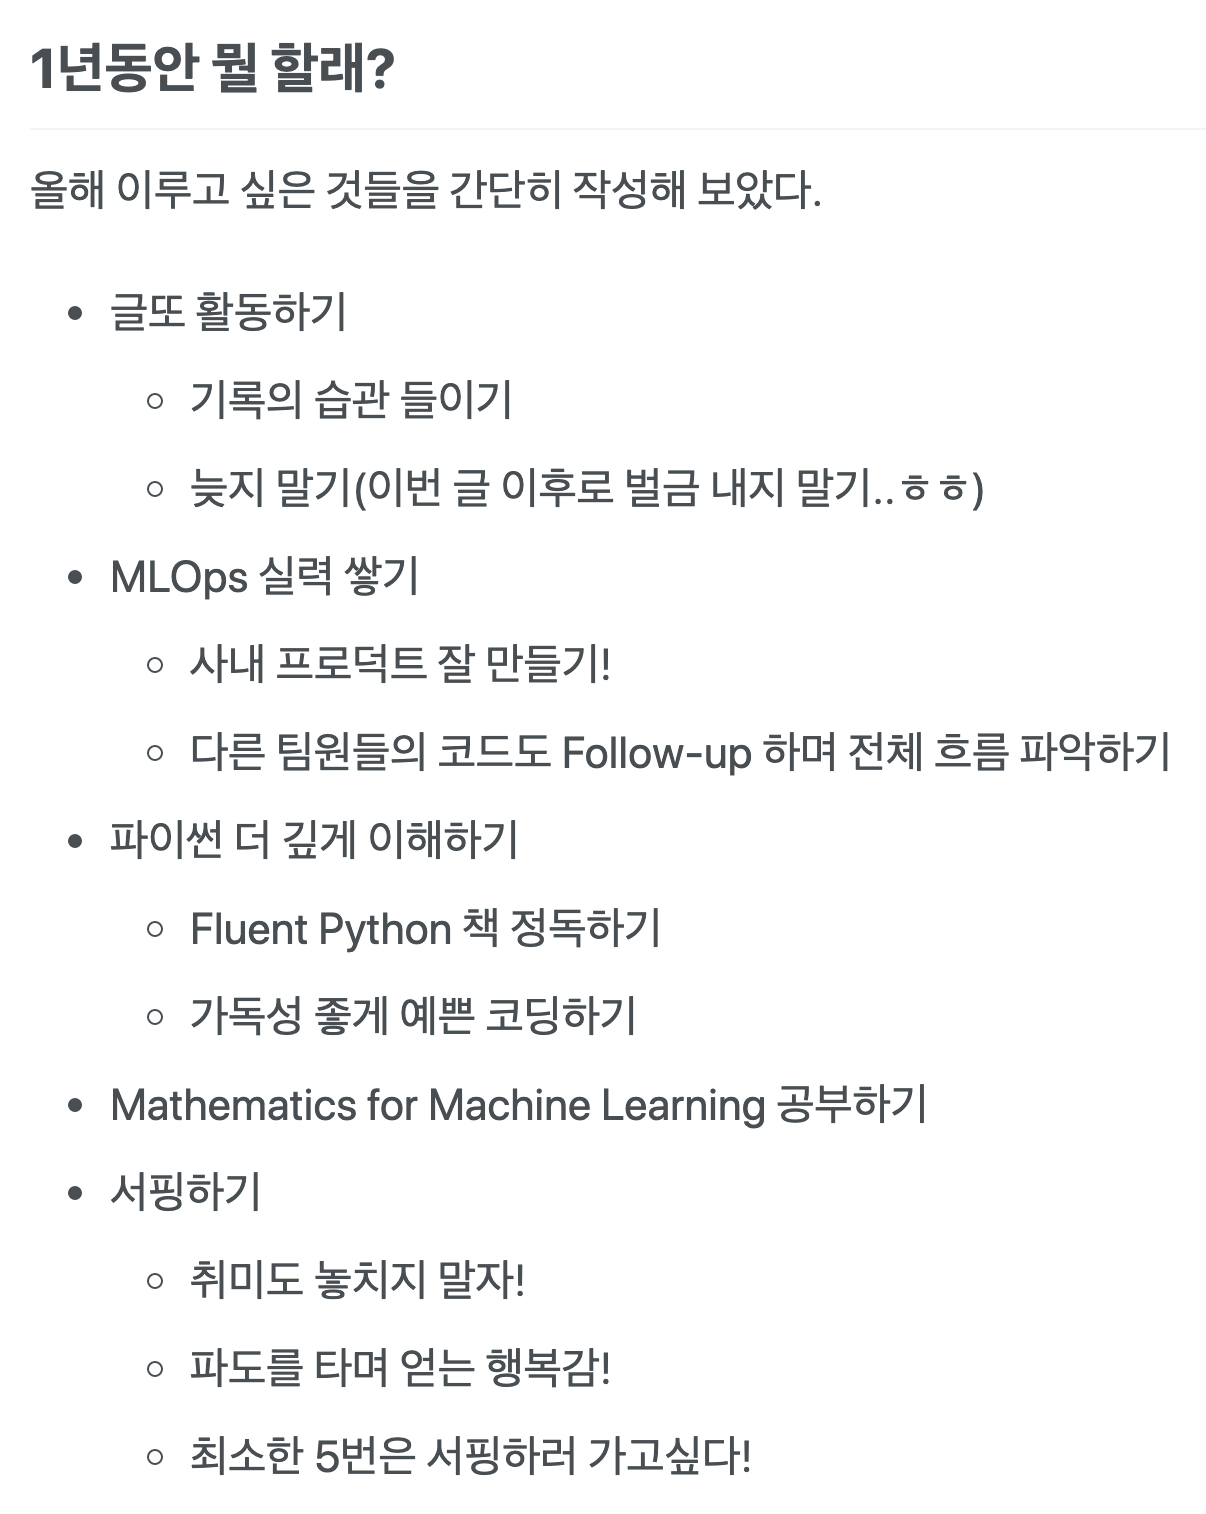 1년동안 뭘 할래?
올해 이루고 싶은 것들을 간단히 작성해 보았다.
• 글또 활동하기
◦ 기록의 습관 들이기
◦ 늦지 말기(이번 글 이후로 벌금 내지 말기..ㅎㅎ)
• MLOps 실력 쌓기
◦ 사내 프로덕트 잘 만들기!
◦ 다른 팀원들의 코드도 Follow-up 하며 전체 흐름 파악하기
• 파이썬 더 깊게 이해하기
◦ Fluent Python 책 정독하기
◦ 가독성 좋게 예쁜 코딩하기
• Mathematics for Machine Learning 공부하기
• 서핑하기
◦ 취미도 놓치지 말자!
◦ 파도를 타며 얻는 행복감!
◦ 최소한 5번은 서핑하러 가고싶다!